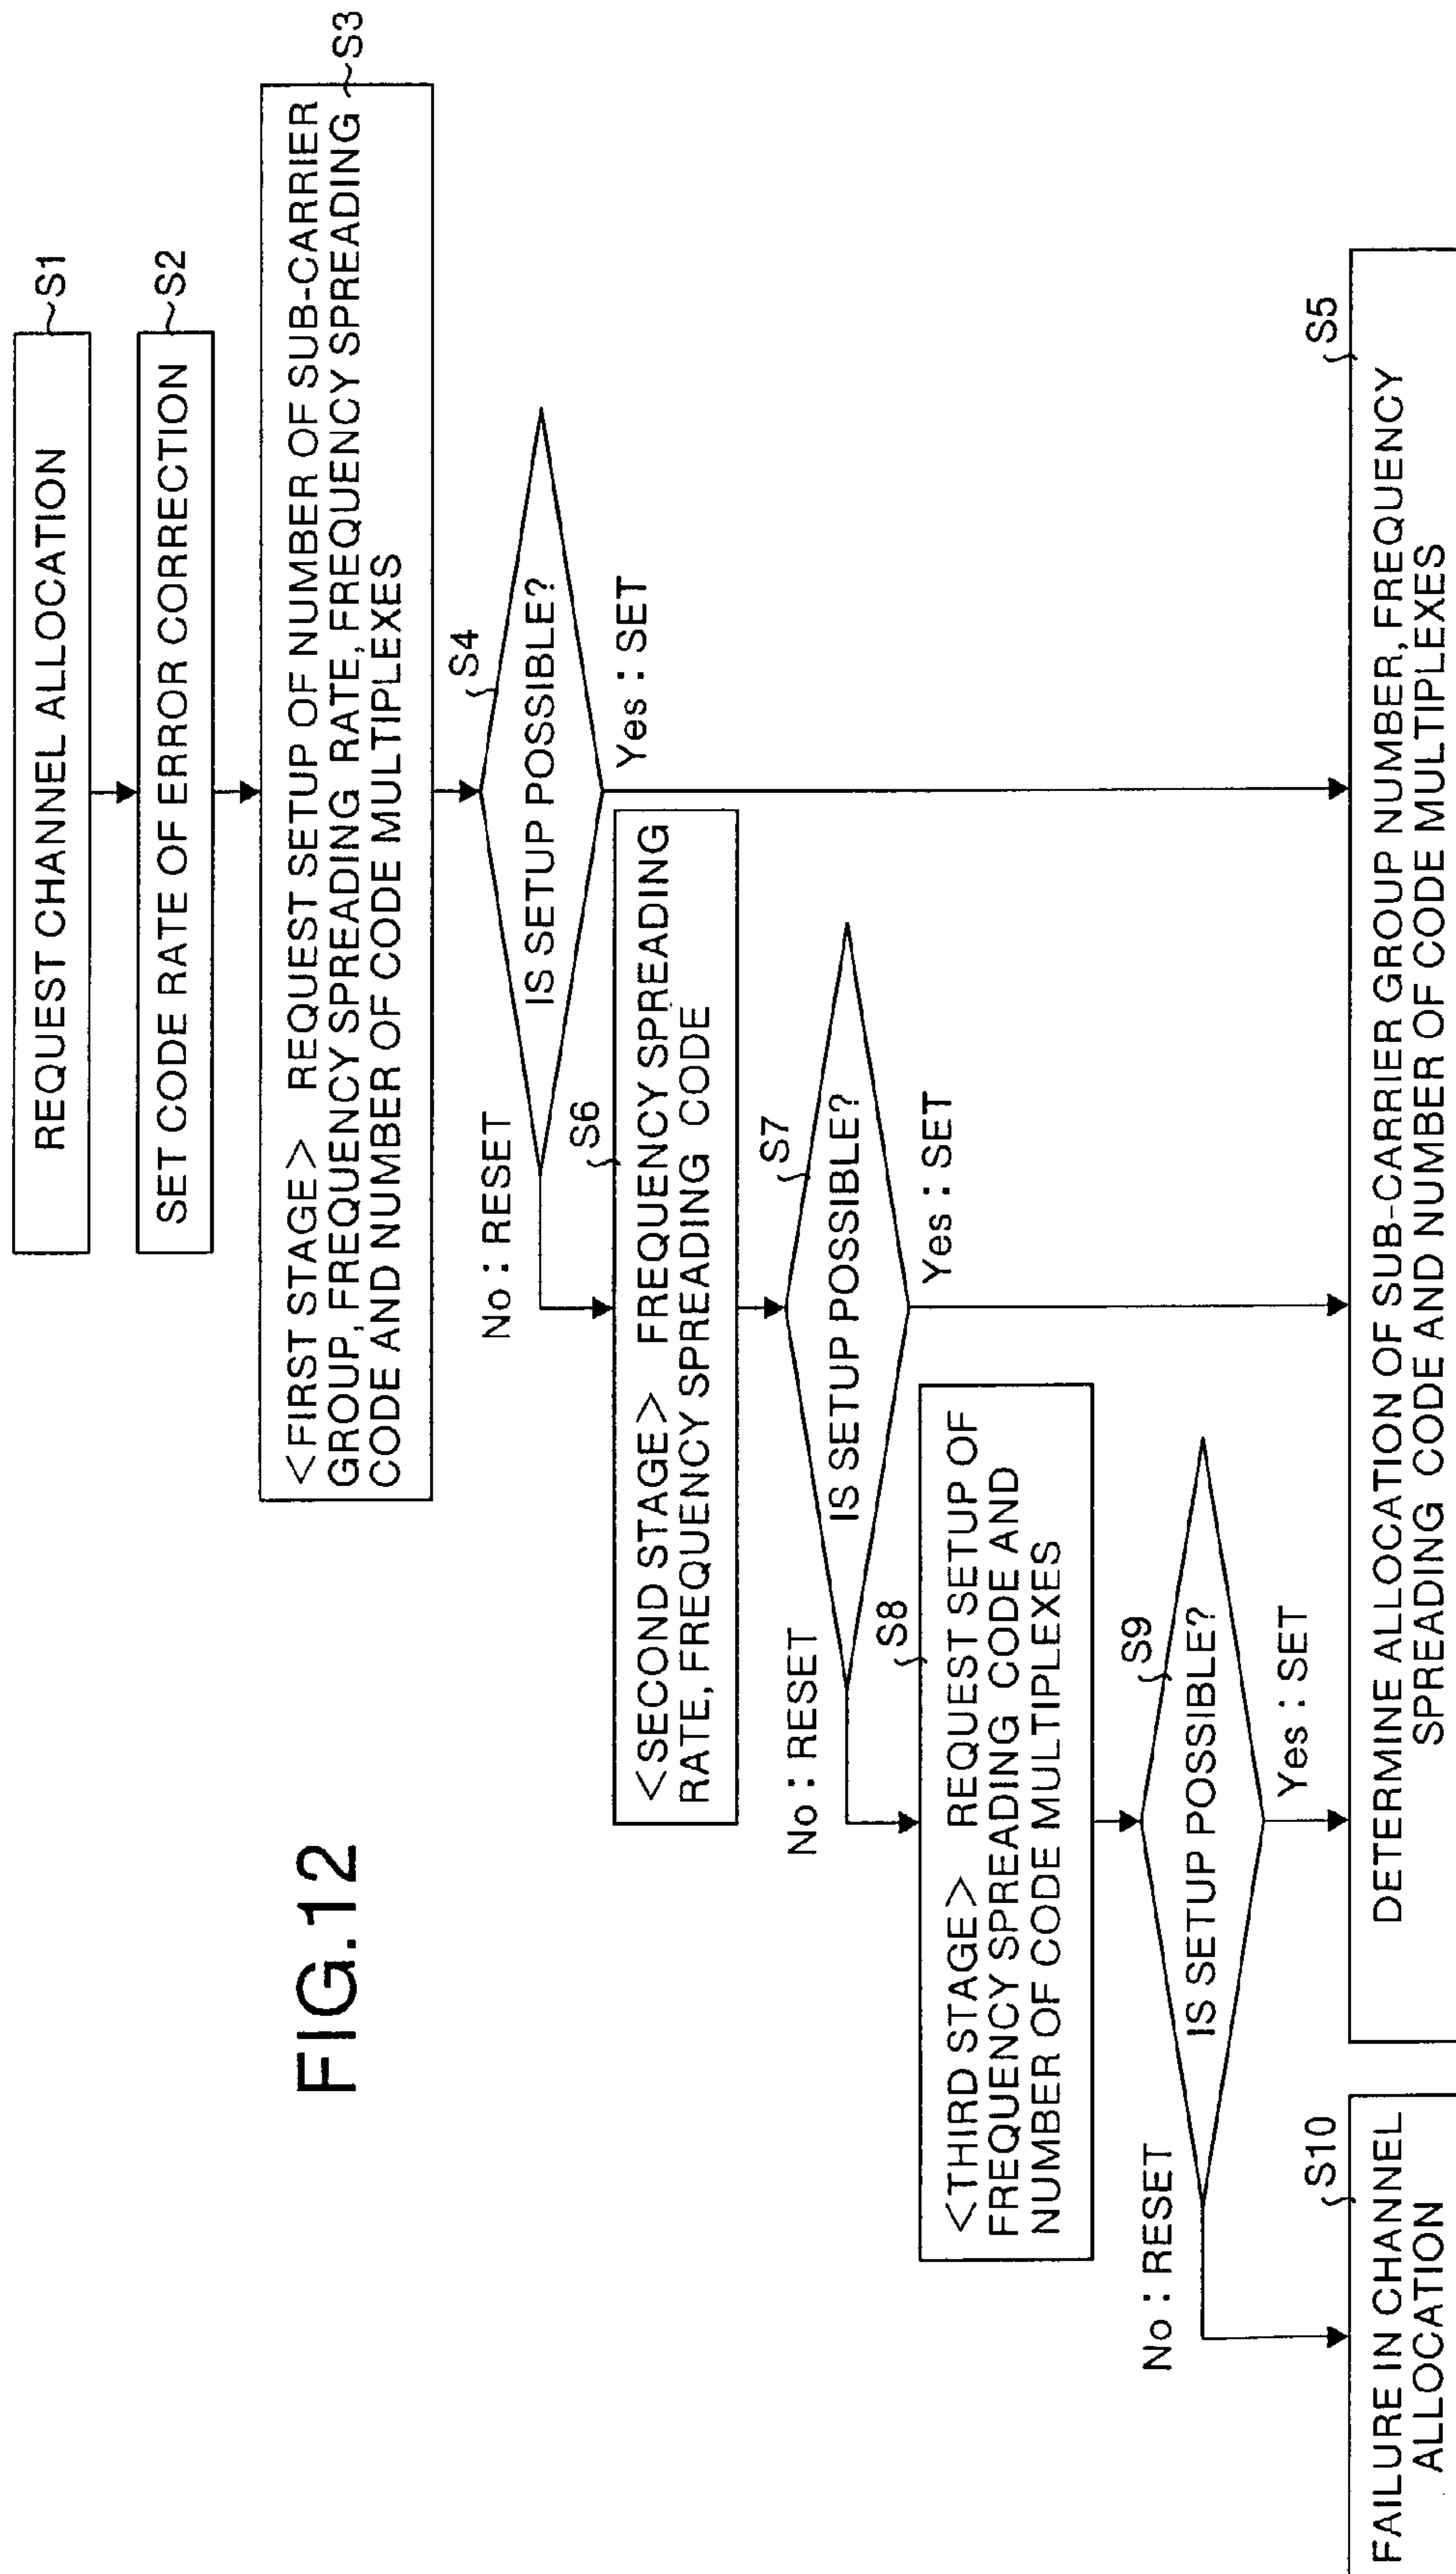 FIG.12
REQUEST CHANNEL ALLOCATION
S1
SET CODE RATE OF ERROR CORRECTION
S2
<FIRST STAGE> REQUEST SETUP OF NUMBER OF SUB-CARRIER
GROUP, FREQUENCY SPREADING RATE, FREQUENCY SPREADING
CODE AND NUMBER OF CODE MULTIPLEXES
S3
S4
IS SETUP POSSIBLE?
No : RESET
Yes : SET
S6
<SECOND STAGE> FREQUENCY SPREADING
RATE, FREQUENCY SPREADING CODE
S7
IS SETUP POSSIBLE?
No : RESET
Yes : SET
S8
<THIRD STAGE> REQUEST SETUP OF
FREQUENCY SPREADING CODE AND
NUMBER OF CODE MULTIPLEXES
S9
IS SETUP POSSIBLE?
No : RESET
Yes : SET
S10
FAILURE IN CHANNEL
ALLOCATION
S5
DETERMINE ALLOCATION OF SUB-CARRIER GROUP NUMBER, FREQUENCY
SPREADING CODE AND NUMBER OF CODE MULTIPLEXES